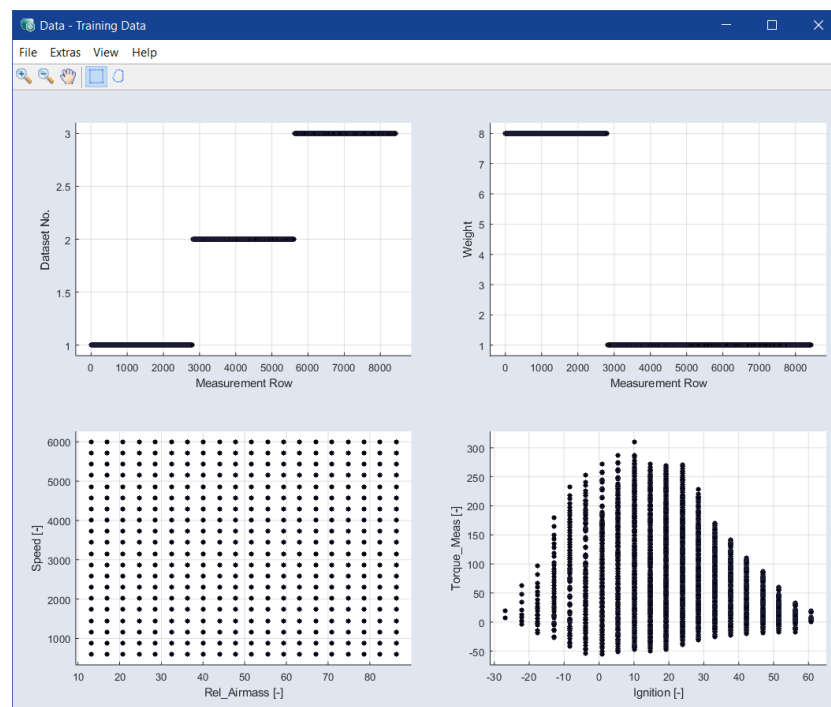 Data - Training Data
File Extras View Help
3
2.5
2
1.5
1
Dataset No.
0 1000 2000 3000 4000 5000 6000 7000 8000
Measurement Row
8
7
6
5
4
3
2
1
Weight
0 1000 2000 3000 4000 5000 6000 7000 8000
Measurement Row
6000
5000
4000
3000
2000
1000
Speed [-]
10 20 30 40 50 60 70 80
Rel_Airmass [-]
300
250
200
150
100
50
0
-50
Torque_Meas [-]
-30 -20 -10 0 10 20 30 40 50 60
Ignition [-]